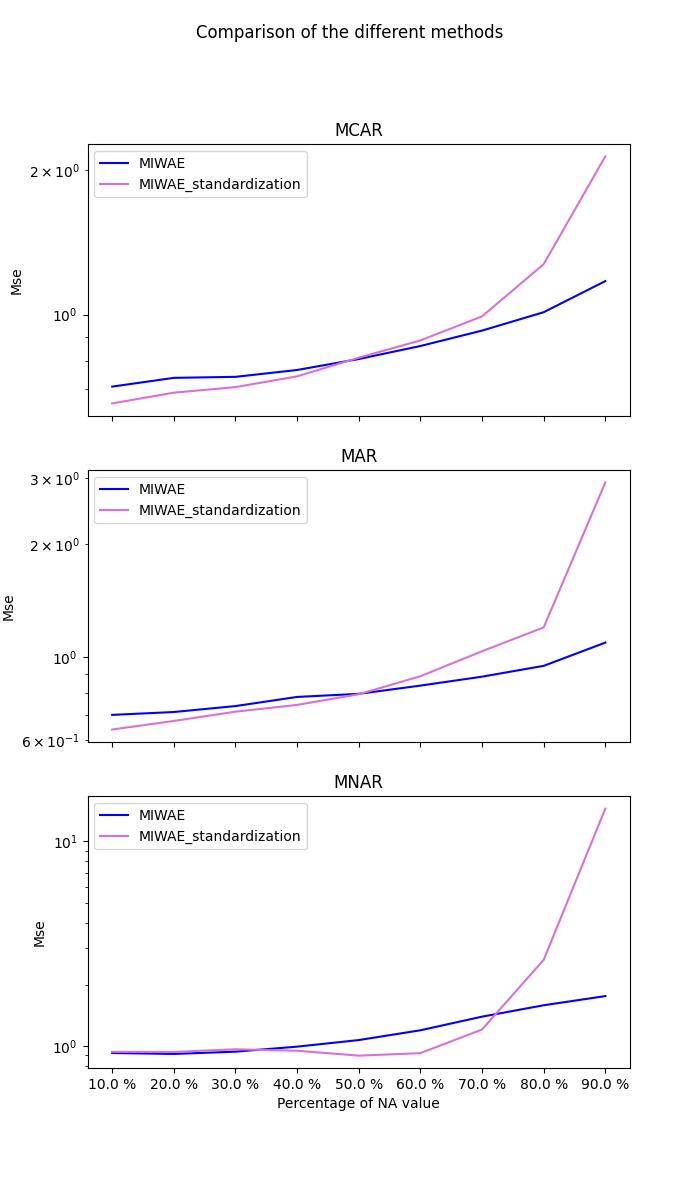 Comparison of the different methods
MCAR
MIWAE
MIWAE_standardization
2 × 10⁰
10⁰
Mse
MAR
MIWAE
MIWAE_standardization
3 × 10⁰
2 × 10⁰
10⁰
6 × 10⁻¹
Mse
MNAR
MIWAE
MIWAE_standardization
10¹
10⁰
Mse
10.0 % 20.0 % 30.0 % 40.0 % 50.0 % 60.0 % 70.0 % 80.0 % 90.0 %
Percentage of NA value